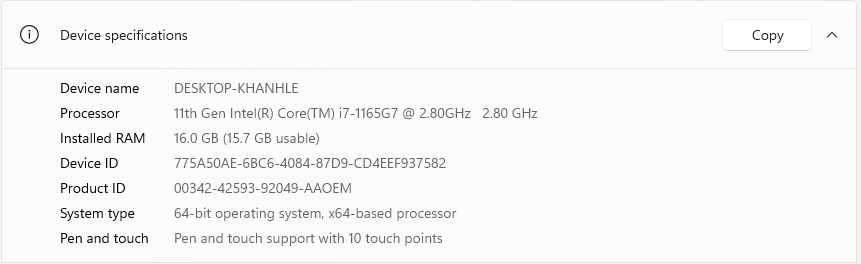 Device specifications
Copy
Device name DESKTOP-KHANHLE
Processor 11th Gen Intel(R) Core(TM) i7-1165G7 @ 2.80GHz 2.80 GHz
Installed RAM 16.0 GB (15.7 GB usable)
Device ID 775A50AE-6BC6-4084-87D9-CD4EEF937582
Product ID 00342-42593-92049-AAOEM
System type 64-bit operating system, x64-based processor
Pen and touch Pen and touch support with 10 touch points